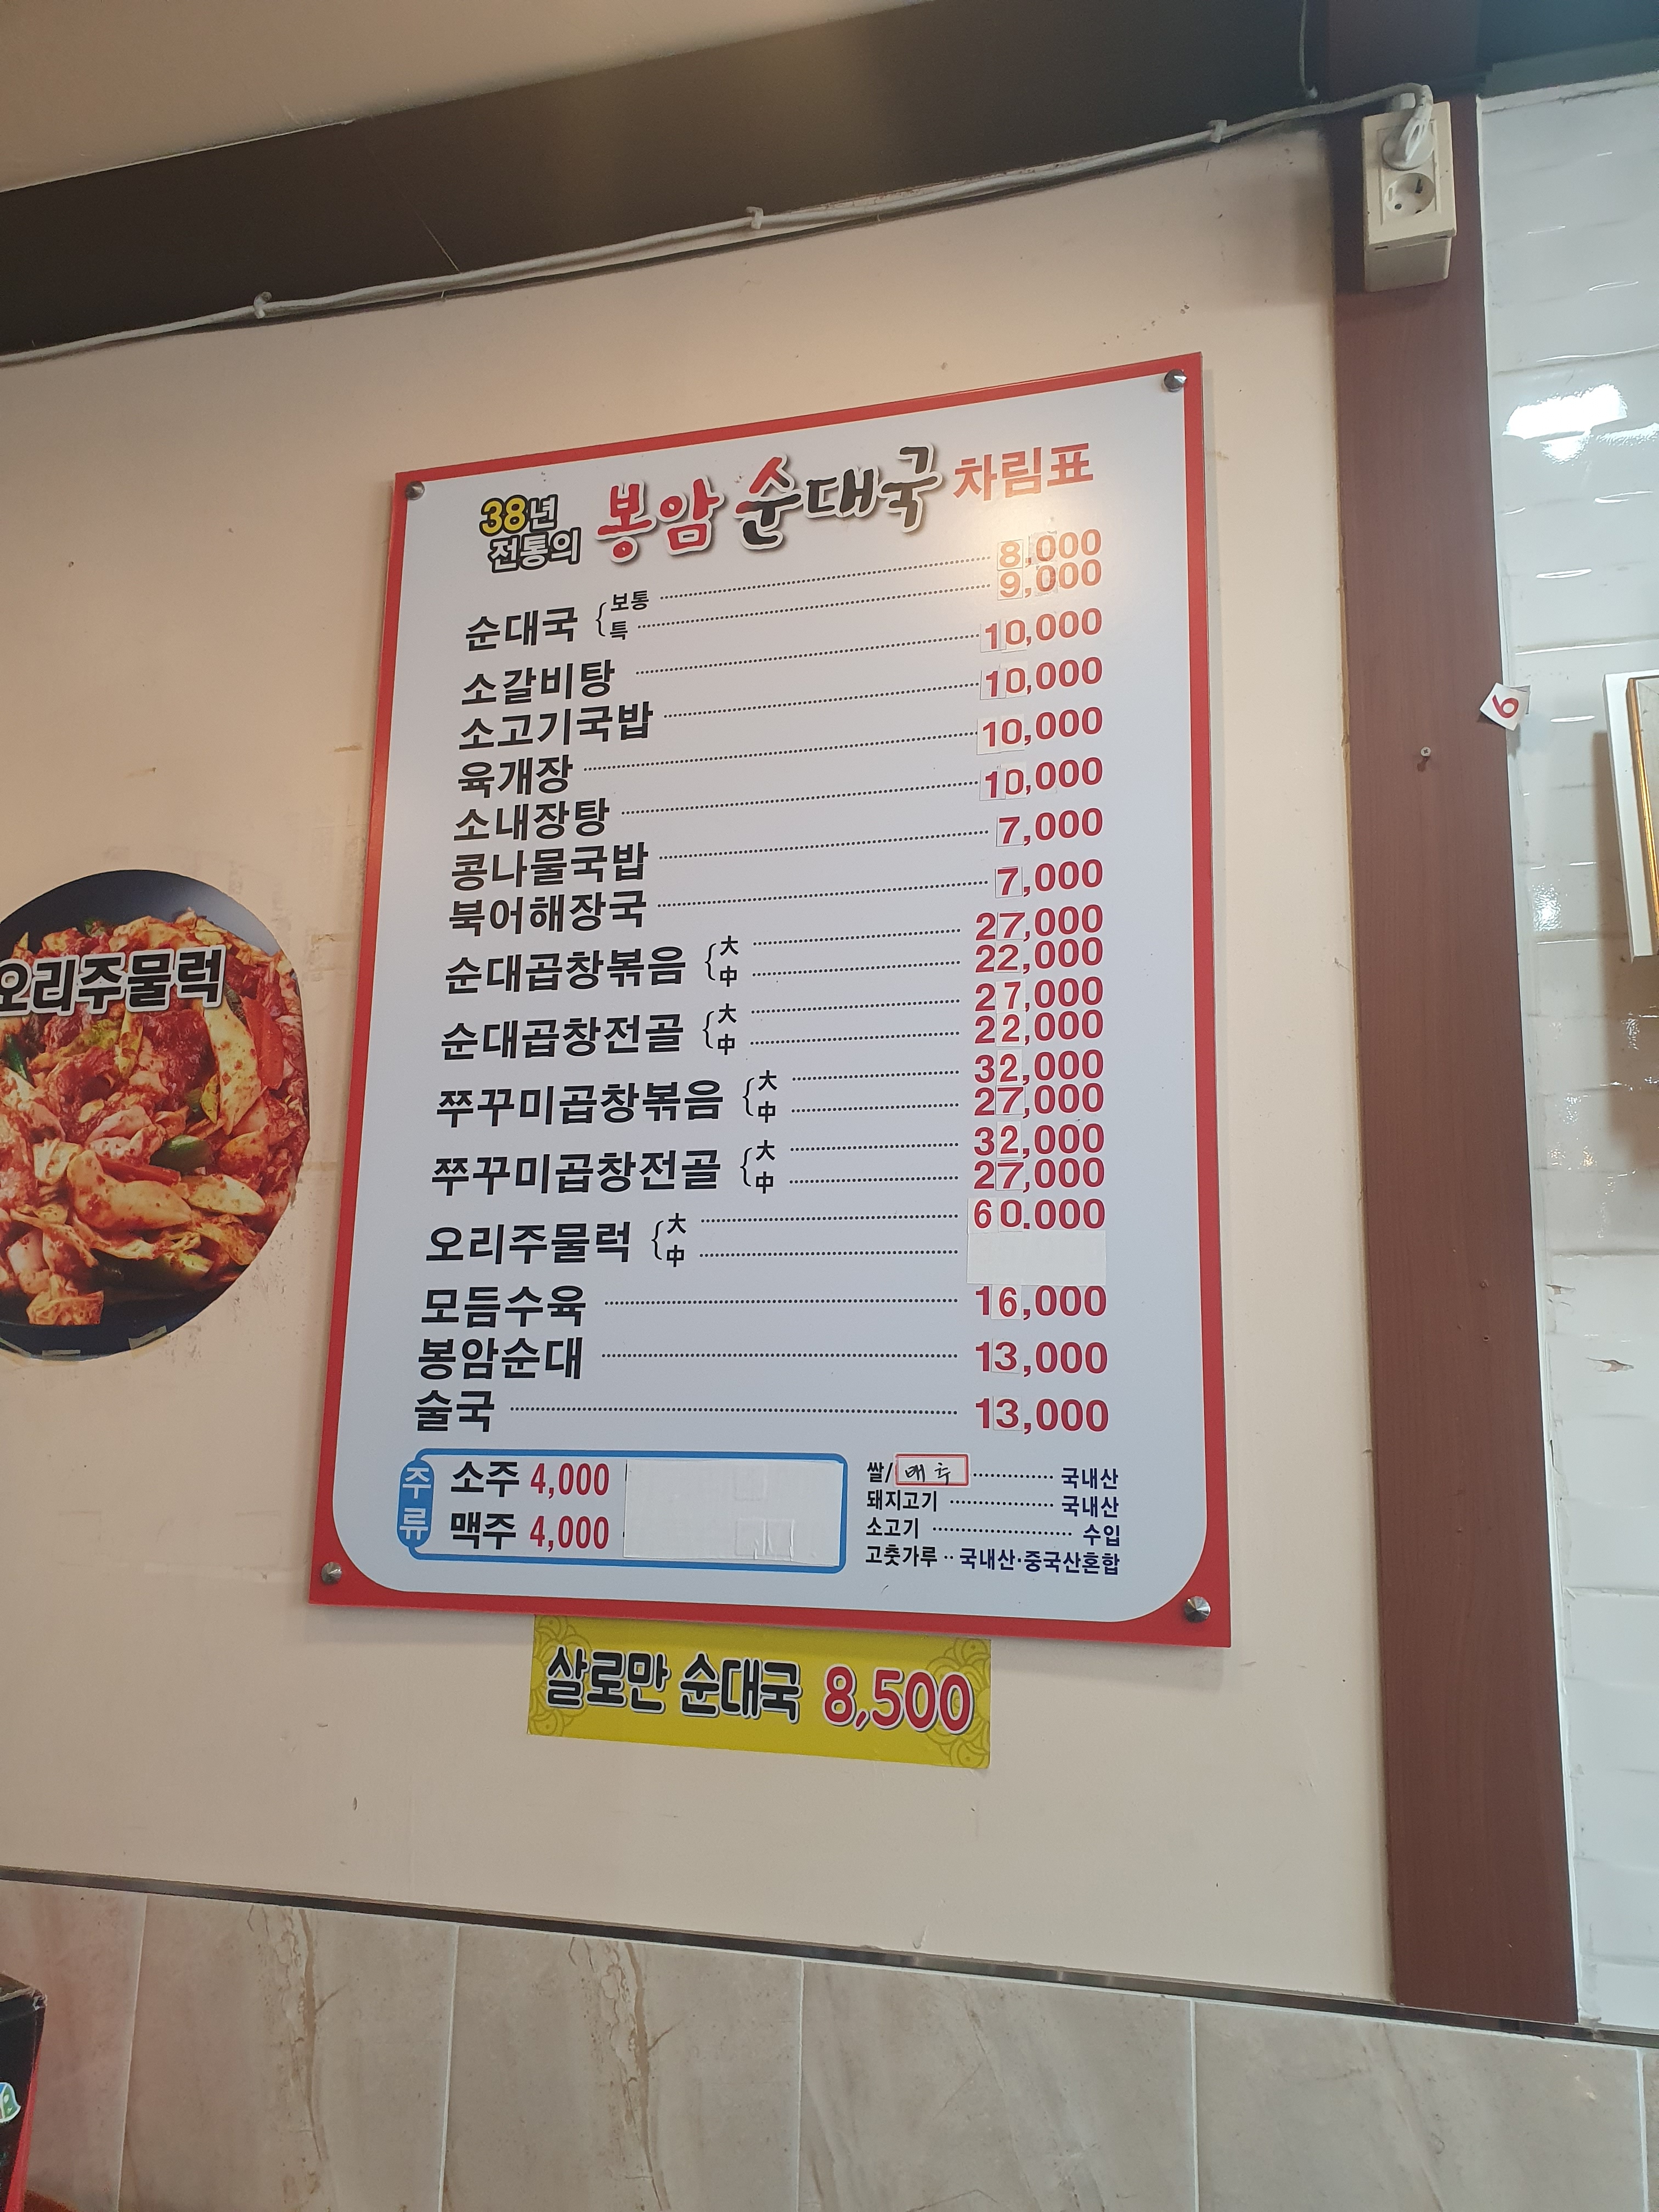 38년
전통의 봉암 순대국 차림표
순대국 보통 8,000
특 9,000
소갈비탕 10,000
소고기국밥 10,000
육개장 10,000
소내장탕 10,000
콩나물국밥 7,000
북어해장국 7,000
순대곱창볶음 大 27,000
中 22,000
순대곱창전골 大 27,000
中 22,000
쭈꾸미곱창볶음 大 32,000
中 27,000
쭈꾸미곱창전골 大 32,000
中 27,000
오리주물럭 大 60.000
中
모듬수육 16,000
봉암순대 13,000
술국 13,000
주류
소주 4,000
맥주 4,000
쌀/배추 국내산
돼지고기 국내산
소고기 수입
고춧가루 국내산·중국산혼합
살로만 순대국 8,500
오리주물럭
6